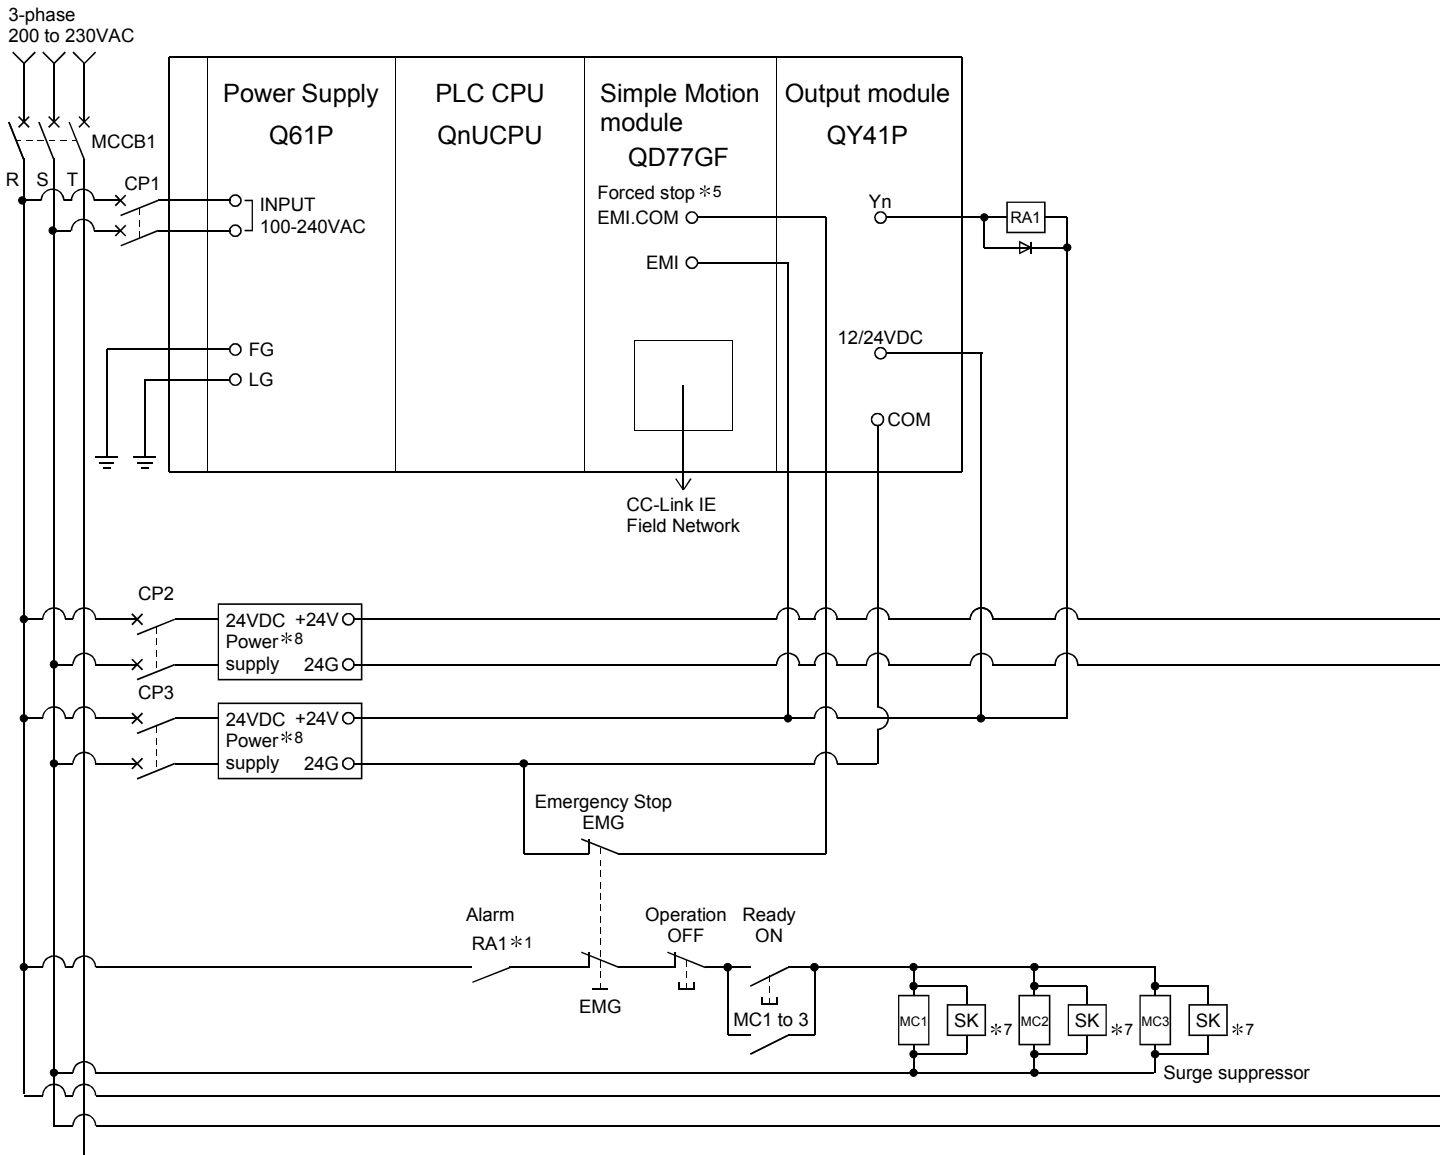 3-phase
200 to 230VAC
MCCB1
R S T
CP1
Power Supply
Q61P
INPUT
100-240VAC
FG
LG
PLC CPU
QnUCPU
Simple Motion
module
QD77GF
Forced stop *5
EMI.COM
EMI
CC-Link IE
Field Network
Output module
QY41P
Yn
12/24VDC
COM
RA1
CP2
24VDC +24V
Power*8
supply 24G
CP3
24VDC +24V
Power*8
supply 24G
Emergency Stop
EMG
Alarm
RA1*1
EMG
Operation
OFF
Ready
ON
MC1 to 3
MC1
SK *7
MC2
SK *7
MC3
SK *7
Surge suppressor